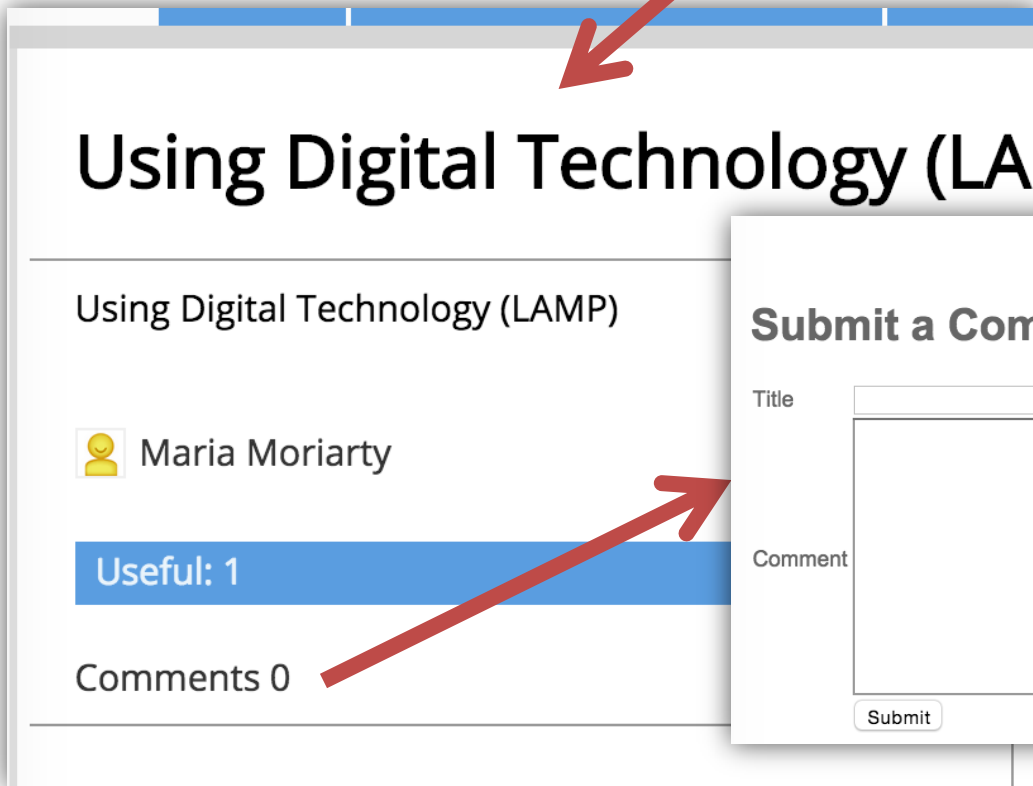 Using Digital Technology (LA
Using Digital Technology (LAMP)
Maria Moriarty
Useful: 1
Comments 0
Submit a Com
Title
Comment
Submit